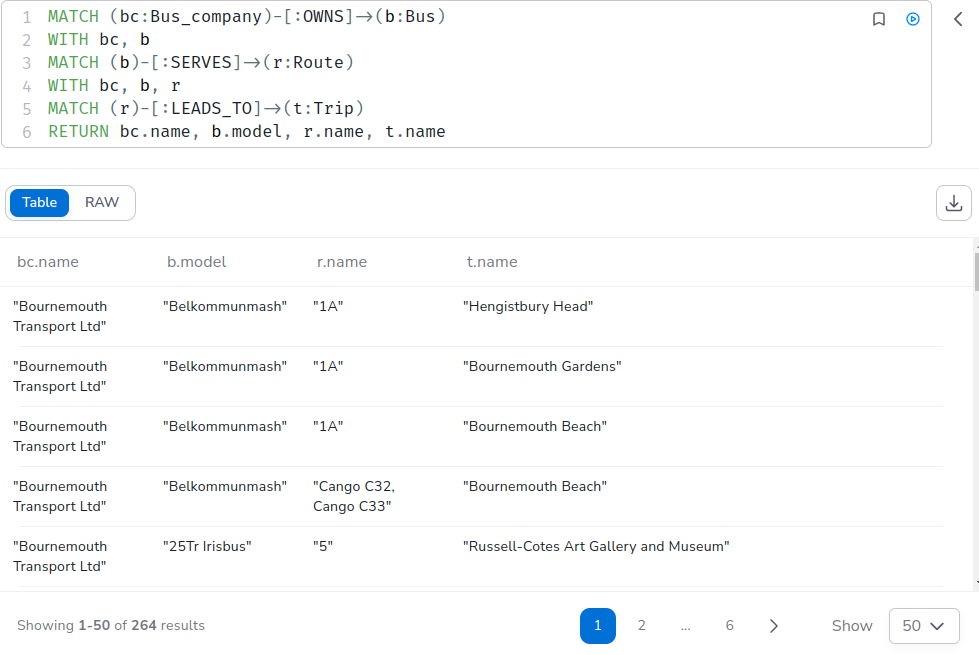 1 MATCH (bc:Bus_company)-[:OWNS]->(b:Bus)
2 WITH bc, b
3 MATCH (b)-[:SERVES]->(r:Route)
4 WITH bc, b, r
5 MATCH (r)-[:LEADS_TO]->(t:Trip)
6 RETURN bc.name, b.model, r.name, t.name
Table RAW
bc.name b.model r.name t.name
"Bournemouth "Belkommunmash" "1A" "Hengistbury Head"
Transport Ltd"
"Bournemouth "Belkommunmash" "1A" "Bournemouth Gardens"
Transport Ltd"
"Bournemouth "Belkommunmash" "1A" "Bournemouth Beach"
Transport Ltd"
"Bournemouth "Belkommunmash" "Cango C32, "Bournemouth Beach"
Transport Ltd" Cango C33"
"Bournemouth "25Tr Irisbus" "5" "Russell-Cotes Art Gallery and Museum"
Transport Ltd"
Showing 1-50 of 264 results 1 2 ... 6 Show 50